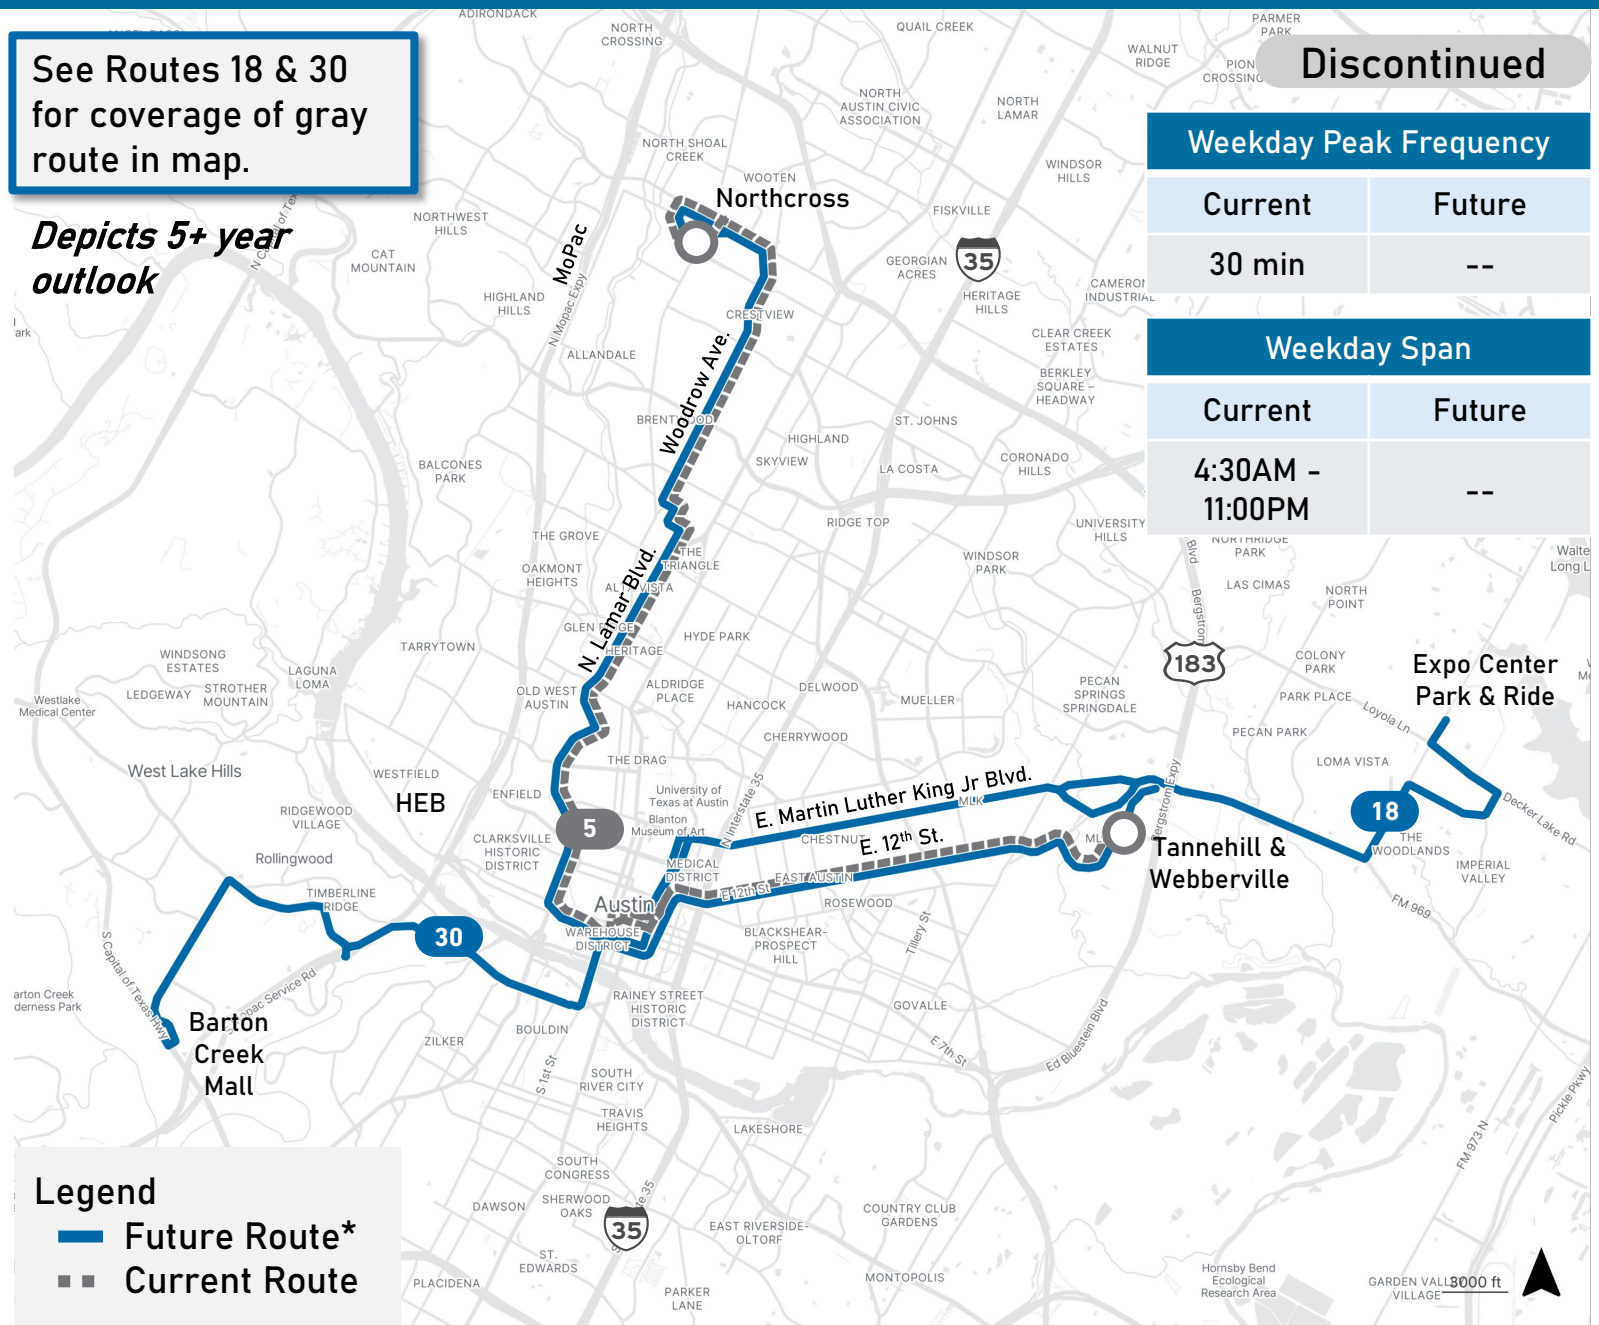 See Routes 18 & 30
for coverage of gray
route in map.
Depicts 5+ year
outlook
Discontinued
Weekday Peak Frequency
Current
Future
30 min
--
Weekday Span
Current
Future
4:30AM -
11:00PM
--
ADIRONDACK
NORTH
CROSSING
QUAIL CREEK
PARMER
PARK
WALNUT
RIDGE
CROSSING
NORTH
AUSTIN CIVIC
ASSOCIATION
NORTH
LAMAR
NORTH SHOAL
CREEK
WOOTEN
Northcross
WINDSOR
HILLS
FISKVILLE
NORTHWEST
HILLS
CAT
MOUNTAIN
MoPac
N Mopac Expy
35
GEORGIAN
ACRES
HERITAGE
HILLS
INDUSTRIAL
HIGHLAND
HILLS
CRESTVIEW
CLEAR CREEK
ESTATES
ALLANDALE
BERKLEY
SQUARE –
HEADWAY
Woodrow Ave.
ST. JOHNS
HIGHLAND
SKYVIEW
LA COSTA
CORONADO
HILLS
BALCONES
PARK
THE GROVE
RIDGE TOP
UNIVERSITY
HILLS
NORTHRIDGE
PARK
Blvd
THE
TRIANGLE
WINDSOR
PARK
OAKMONT
HEIGHTS
N. Lamar Blvd.
LAS CIMAS
NORTH
POINT
HYDE PARK
HERITAGE
TARRYTOWN
WINDSONG
ESTATES
LAGUNA
LOMA
LEDGEWAY
STROTHER
MOUNTAIN
Westlake
Medical Center
OLD WEST
AUSTIN
ALDRIDGE
PLACE
HANCOCK
DELWOOD
MUELLER
PECAN
SPRINGS
SPRINGDALE
183
COLONY
PARK
PARK PLACE
Expo Center
Park & Ride
Loyola Ln
PECAN PARK
CHERRYWOOD
THE DRAG
LOMA VISTA
West Lake Hills
WESTFIELD
HEB
ENFIELD
University of
Texas at Austin
Blanton
Museum of Art
N Interstate 35
E. Martin Luther King Jr Blvd.
MLK
Bergstrom Expy
Decker Lake Rd
RIDGEWOOD
VILLAGE
5
18
CLARKSVILLE
HISTORIC
DISTRICT
CHESTNUT
E. 12th St.
Tannehill &
Webberville
THE
WOODLANDS
Rollingwood
MEDICAL
DISTRICT
IMPERIAL
VALLEY
EAST AUSTIN
E 12th St
TIMBERLINE
RIDGE
Austin
ROSEWOOD
FM 969
30
WAREHOUSE
DISTRICT
BLACKSHEAR-
PROSPECT
HILL
Tillery St
S Capital of Texas Hwy
RAINEY STREET
HISTORIC
DISTRICT
GOVALLE
Barton
Creek
Mall
BOULDIN
ZILKER
E 7th St
Ed Bluestein Blvd
S 1st St
SOUTH
RIVER CITY
TRAVIS
HEIGHTS
LAKESHORE
Pickle Pkwy
FM 973 N
SOUTH
CONGRESS
SHERWOOD
OAKS
DAWSON
35
EAST RIVERSIDE-
OLTORF
COUNTRY CLUB
GARDENS
ST.
EDWARDS
PLACIDENA
PARKER
LANE
MONTOPOLIS
Hornsby Bend
Ecological
Research Area
3000 ft
Legend
Future Route*
Current Route